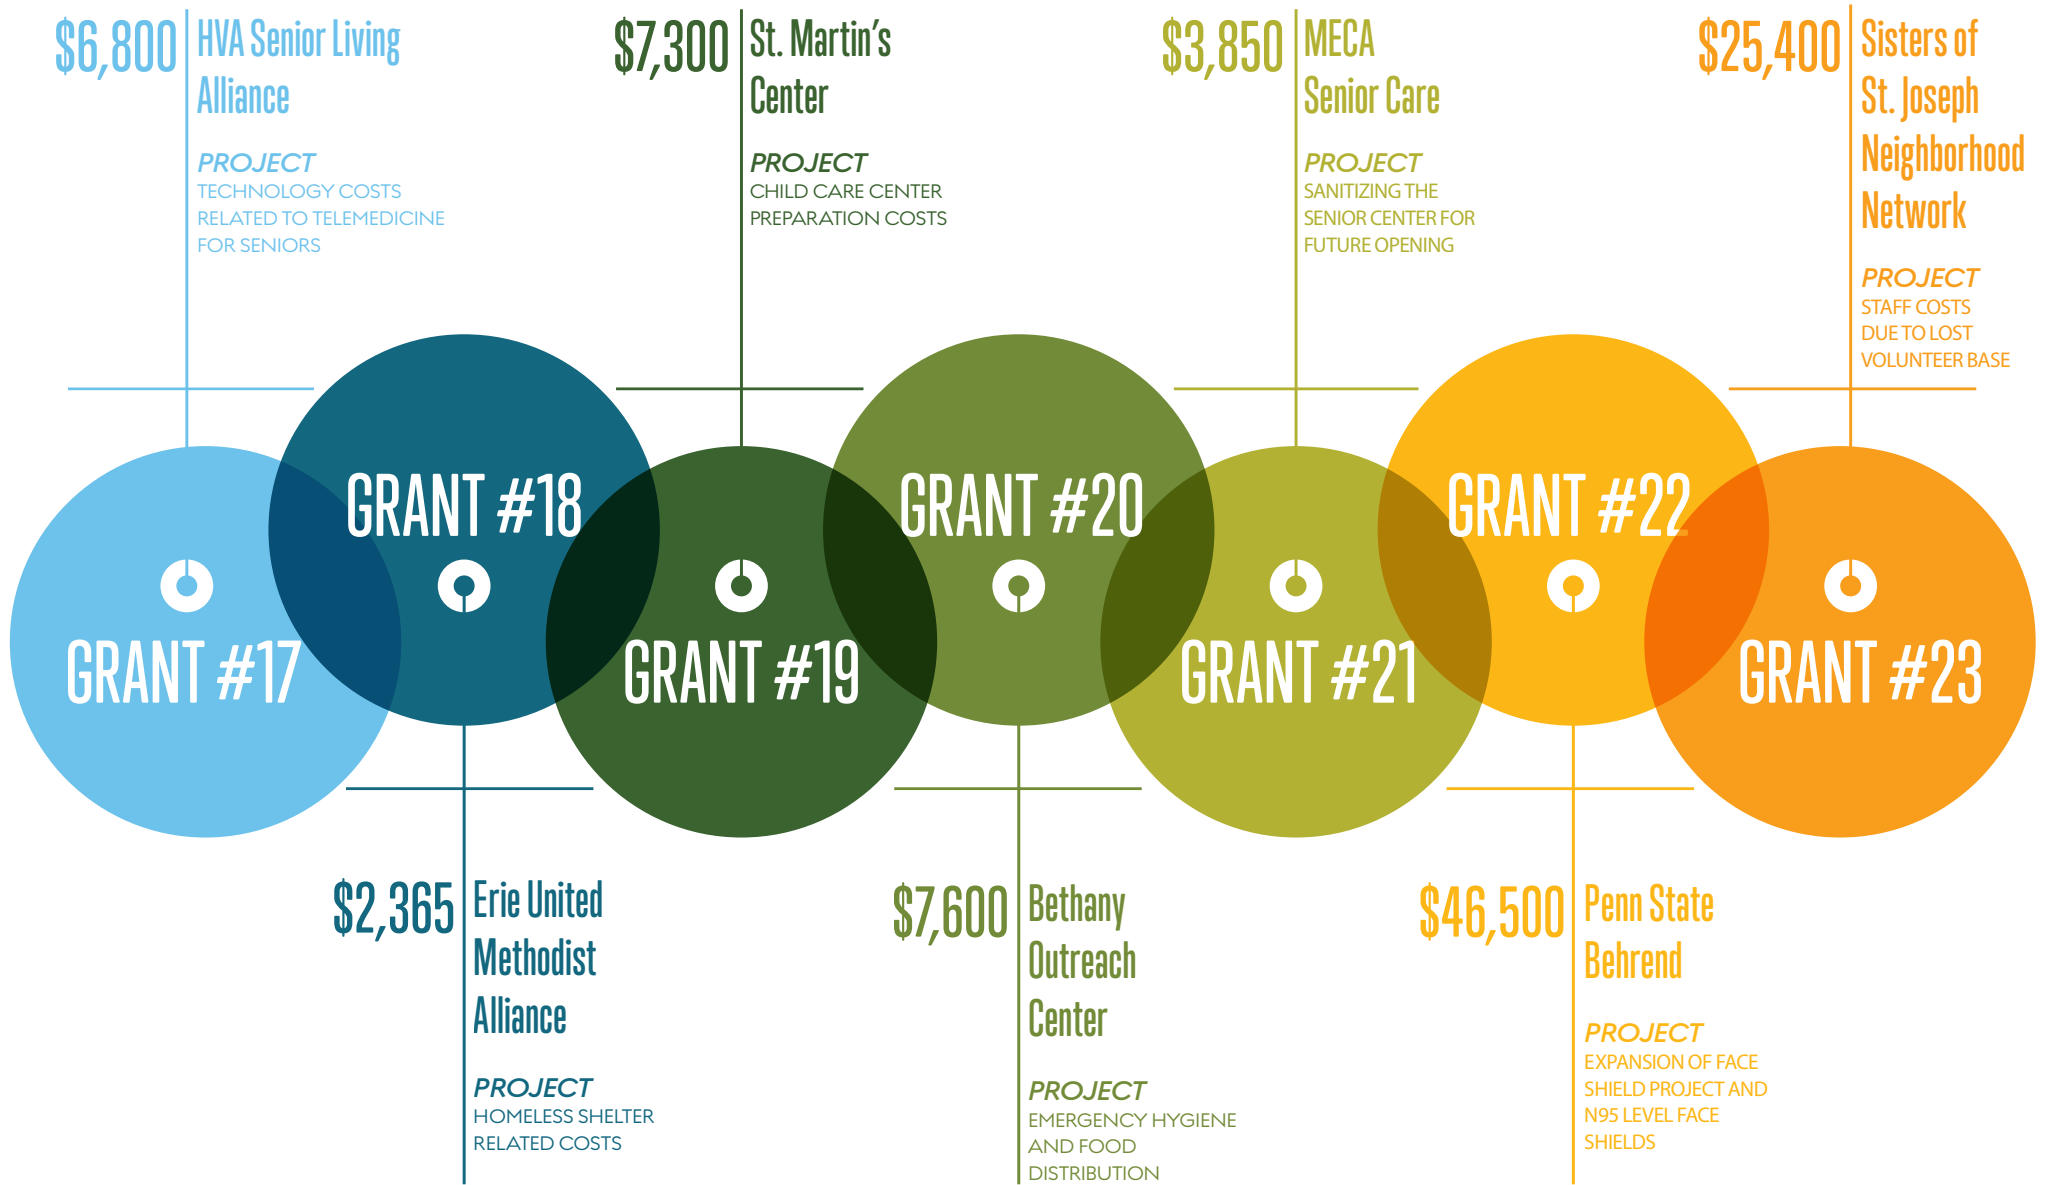 $6,800
HVA Senior Living
Alliance
PROJECT
TECHNOLOGY COSTS
RELATED TO TELEMEDICINE
FOR SENIORS
GRANT #17
GRANT #18
$2,365
Erie United
Methodist
Alliance
PROJECT
HOMELESS SHELTER
RELATED COSTS
$7,300
St. Martin’s
Center
PROJECT
CHILD CARE CENTER
PREPARATION COSTS
GRANT #19
GRANT #20
$7,600
Bethany
Outreach
Center
PROJECT
EMERGENCY HYGIENE
AND FOOD
DISTRIBUTION
$3,850
MECA
Senior Care
PROJECT
SANITIZING THE
SENIOR CENTER FOR
FUTURE OPENING
GRANT #21
GRANT #22
$46,500
Penn State
Behrend
PROJECT
EXPANSION OF FACE
SHIELD PROJECT AND
N95 LEVEL FACE
SHIELDS
$25,400
Sisters of
St. Joseph
Neighborhood
Network
PROJECT
STAFF COSTS
DUE TO LOST
VOLUNTEER BASE
GRANT #23